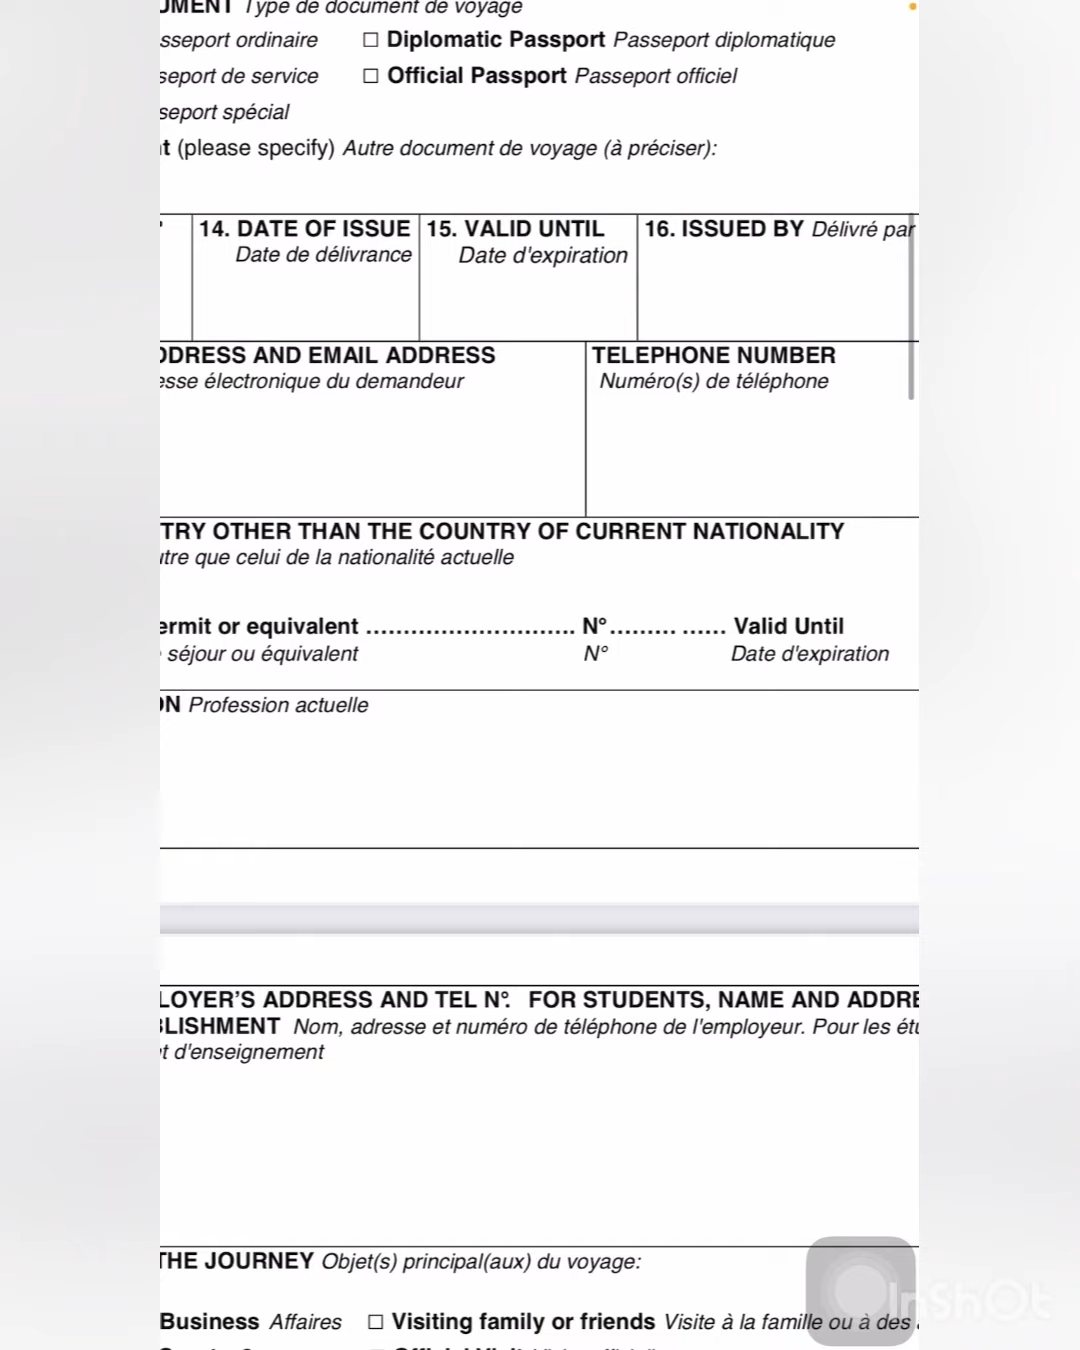 UMENT Type de document de voyage
sseport ordinaire ☐ Diplomatic Passport Passeport diplomatique
seport de service ☐ Official Passport Passeport officiel
seport spécial
t (please specify) Autre document de voyage (à préciser):
14. DATE OF ISSUE 15. VALID UNTIL 16. ISSUED BY Délivré par
Date de délivrance Date d'expiration
DDRESS AND EMAIL ADDRESS TELEPHONE NUMBER
esse électronique du demandeur Numéro(s) de téléphone
TRY OTHER THAN THE COUNTRY OF CURRENT NATIONALITY
utre que celui de la nationalité actuelle
ermit or equivalent ............................ N°......... ...... Valid Until
séjour ou équivalent N° Date d'expiration
ON Profession actuelle
LOYER'S ADDRESS AND TEL N°. FOR STUDENTS, NAME AND ADDRE
BLISHMENT Nom, adresse et numéro de téléphone de l'employeur. Pour les étu
t d'enseignement
THE JOURNEY Objet(s) principal(aux) du voyage:
Business Affaires ☐ Visiting family or friends Visite à la famille ou à des
InShOt